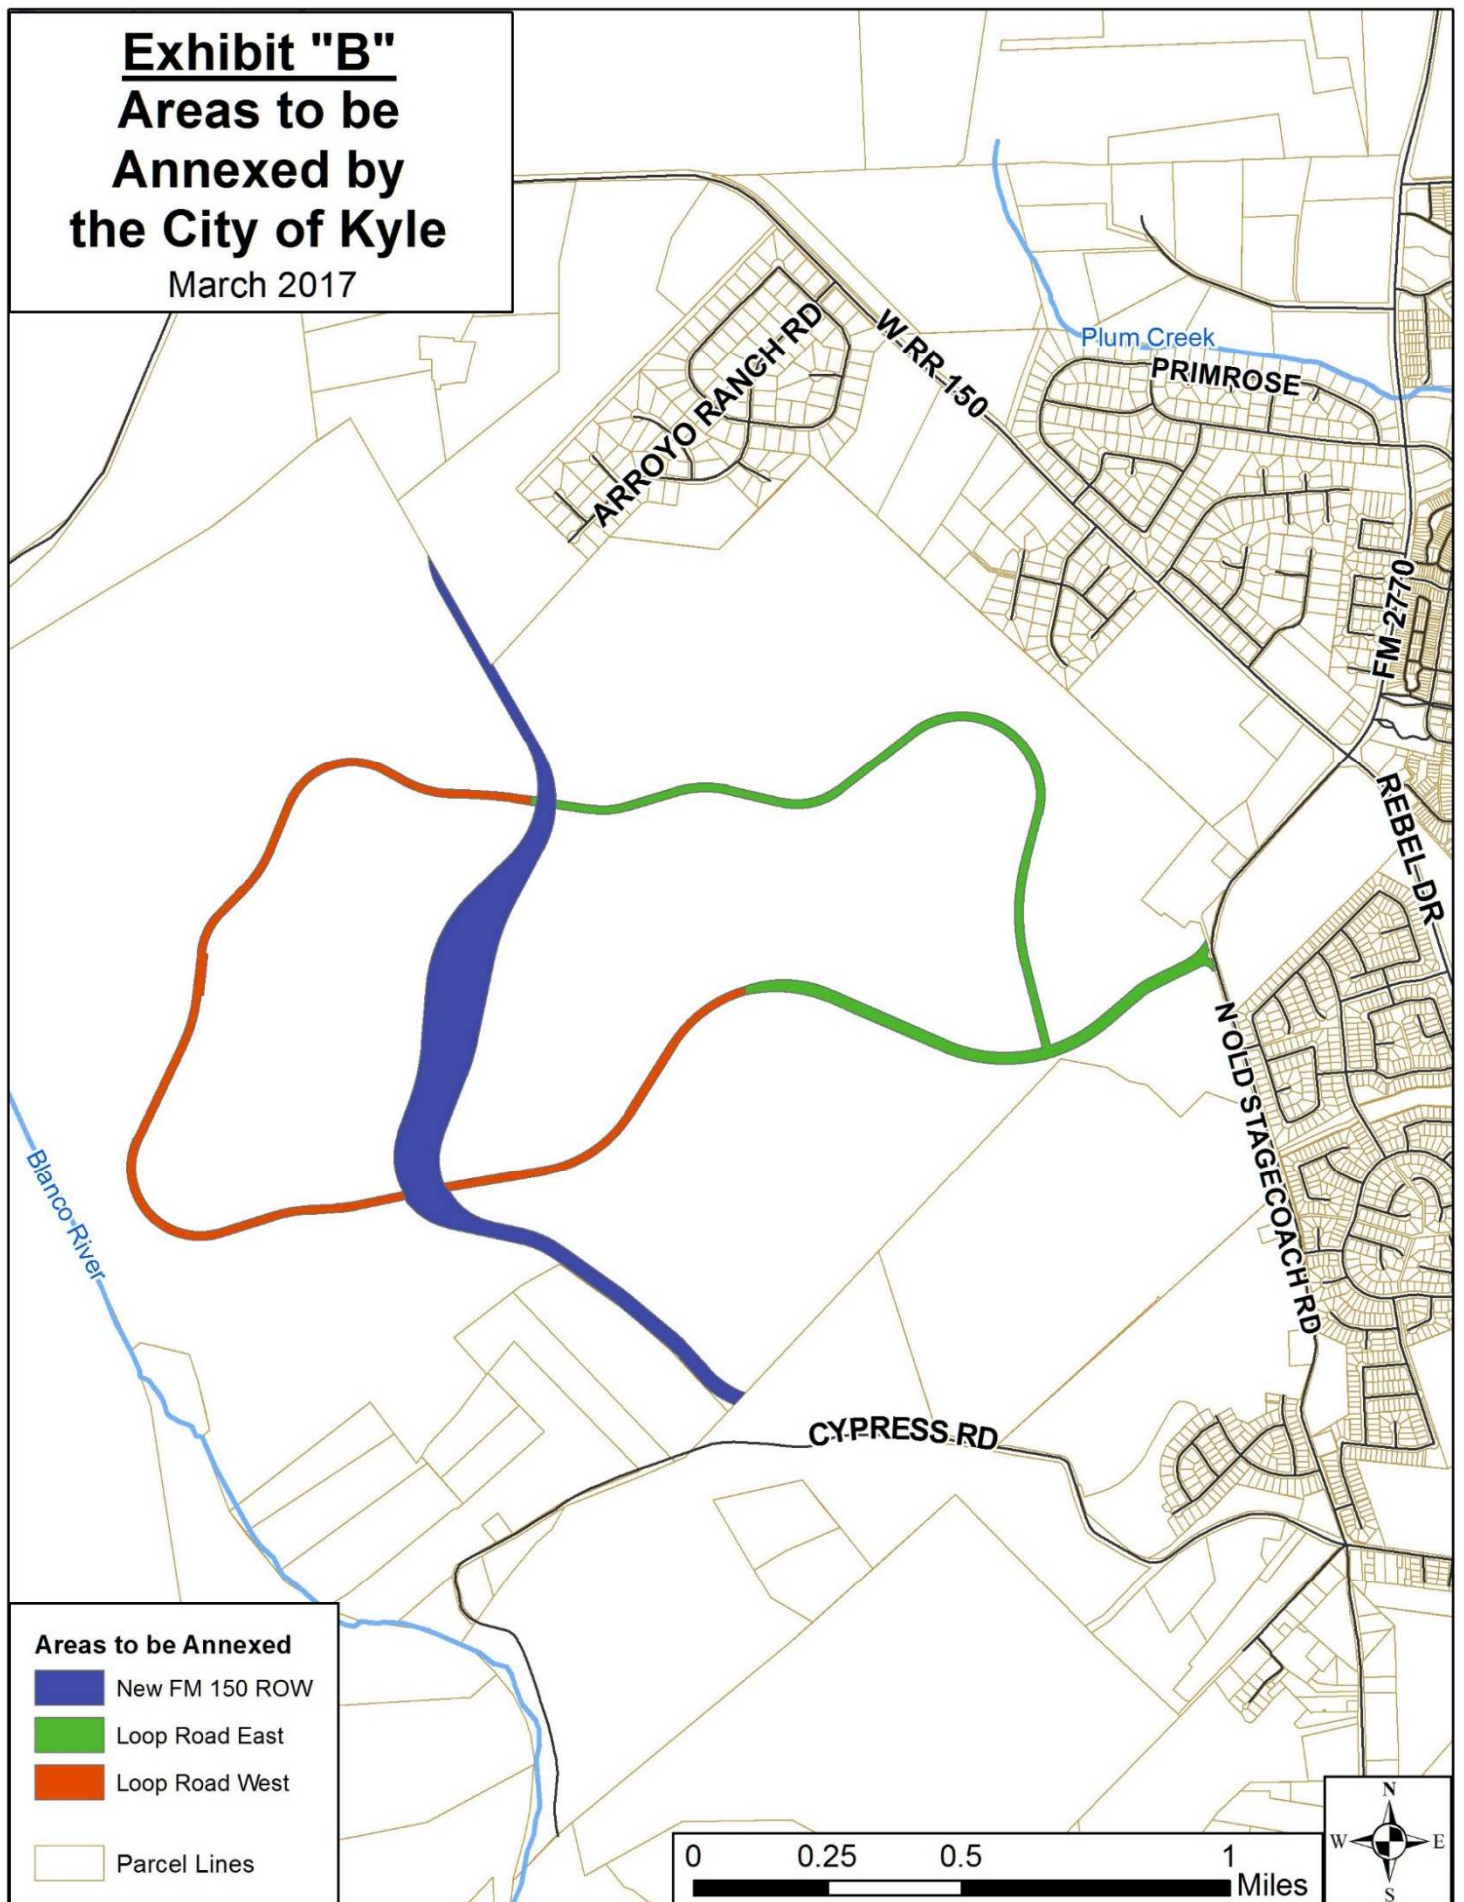 Exhibit "B"
Areas to be
Annexed by
the City of Kyle
March 2017
ARROYO RANCH RD
W RR 150
Plum Creek
PRIMROSE
FM 2770
REBEL DR
N OLD STAGECOACH RD
Blanco River
CYPRESS RD
Areas to be Annexed
New FM 150 ROW
Loop Road East
Loop Road West
Parcel Lines
0 0.25 0.5 1
Miles
N
W E
S